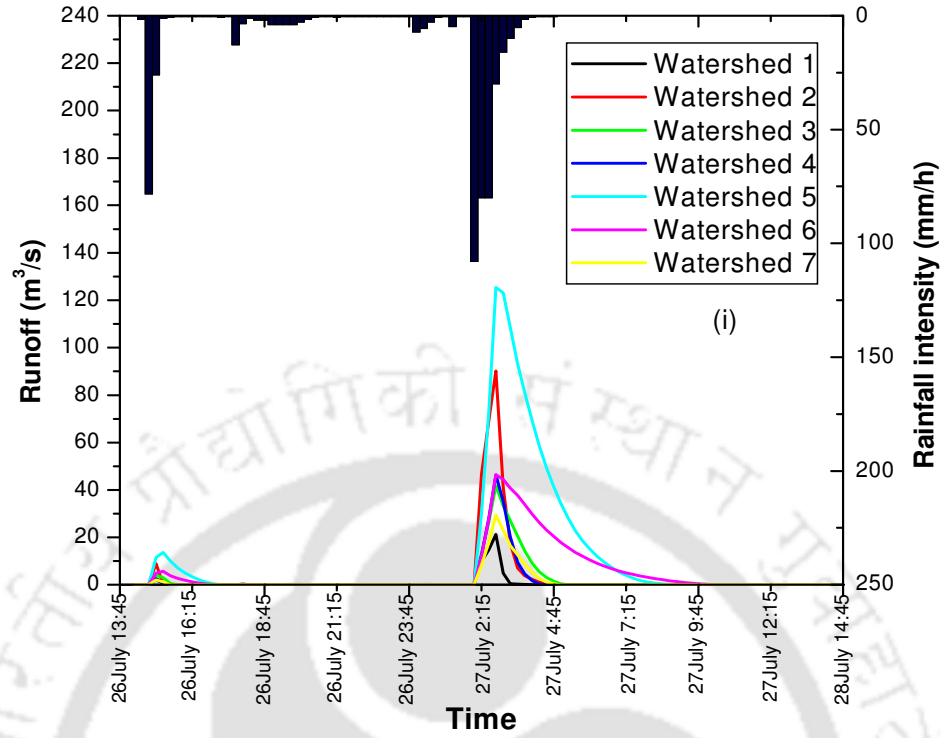 240
220
200
180
160
140
120
100
80
60
40
20
0
Runoff (m³/s)
0
50
100
150
200
250
Rainfall intensity (mm/h)
Watershed 1
Watershed 2
Watershed 3
Watershed 4
Watershed 5
Watershed 6
Watershed 7
(i)
26July 13:45
26July 16:15
26July 18:45
26July 21:15
26July 23:45
27July 2:15
27July 4:45
27July 7:15
27July 9:45
27July 12:15
28July 14:45
Time
प्रौद्योगिकी संस्थान